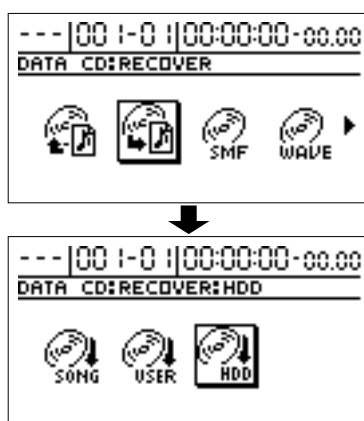 ---|001-01|00:00:00-00.00
DATA CD:RECOVER
SMF WAVE
---|001-01|00:00:00-00.00
DATA CD:RECOVER:HDD
SONG USER HDD